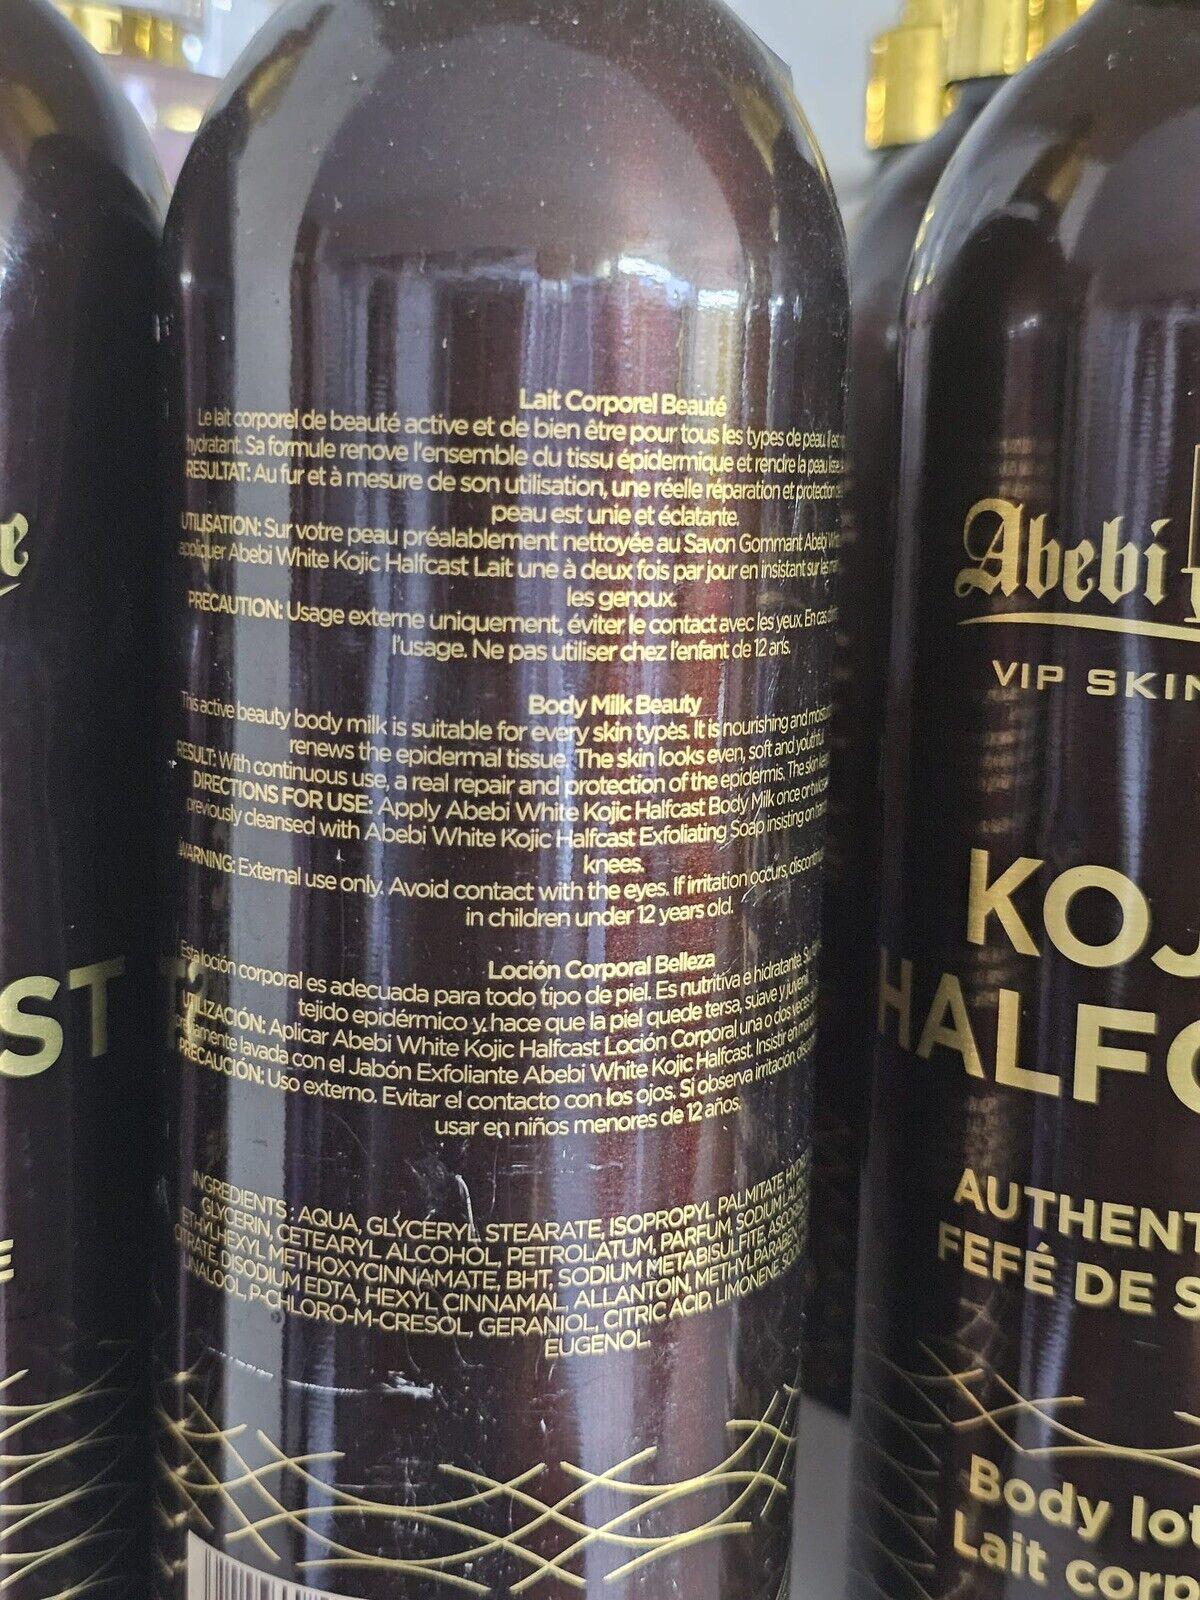 Lait Corporel Beauté
Le lait corporel de beauté active et de bien être pour tous les types de peau. Il est
hydratant. Sa formule renove l'ensemble du tissu épidermique et rendre la peau lisse.
RESULTAT: Au fur et à mesure de son utilisation, une réelle réparation et protection de
peau est unie et éclatante.
UTILISATION: Sur votre peau préalablement nettoyée au Savon Gommant Abebi
appliquer Abebi White Kojic Halfcast Lait une à deux fois par jour en insistant sur les
les genoux.
PRECAUTION: Usage externe uniquement, éviter le contact avec les yeux. En cas
l'usage. Ne pas utiliser chez l'enfant de 12 ans.
Body Milk Beauty
This active beauty body milk is suitable for every skin types. It is nourishing and
renews the epidermal tissue. The skin looks even, soft and youthful
RESULT: With continuous use, a real repair and protection of the epidermis. The skin
DIRECTIONS FOR USE: Apply Abebi White Kojic Halfcast Body Milk once or twice
previously cleansed with Abebi White Kojic Halfcast Exfoliating Soap insisting on
knees.
WARNING: External use only. Avoid contact with the eyes. If irritation occurs,
in children under 12 years old.
Loción Corporal Belleza
Esta loción corporal es adecuada para todo tipo de piel. Es nutritiva e hidratante.
tejido epidérmico y hace que la piel quede tersa, suave y juvenil.
UTILIZACIÓN: Aplicar Abebi White Kojic Halfcast Loción Corporal una o dos veces
lavada con el Jabón Exfoliante Abebi White Kojic Halfcast. Insistir en
PRECAUCIÓN: Uso externo. Evitar el contacto con los ojos. Si observa irritación,
usar en niños menores de 12 años.
INGREDIENTS : AQUA, GLYCERYL STEARATE, ISOPROPYL PALMITATE,
GLYCERIN, CETEARYL ALCOHOL, PETROLATUM, PARFUM, SODIUM
ETHYLHEXYL METHOXYCINNAMATE, BHT, SODIUM METABISULFITE,
CITRATE, DISODIUM EDTA, HEXYL CINNAMAL, ALLANTOIN, METHYLPARABEN,
LINALOOL, P-CHLORO-M-CRESOL, GERANIOL, CITRIC ACID, LIMONENE,
EUGENOL.
ST
Abebi
VIP SKIN
KOJ
HALFC
AUTHENT
FEFÉ DE S
Body lot
Lait corp